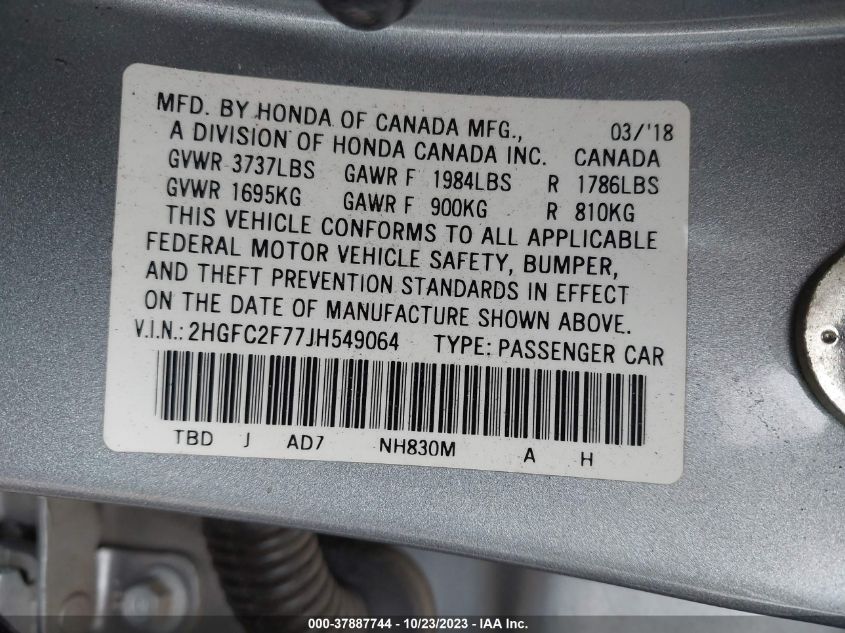 MFD. BY HONDA OF CANADA MFG., 03/'18
A DIVISION OF HONDA CANADA INC. CANADA
GVWR 3737LBS GAWR F 1984LBS R 1786LBS
GVWR 1695KG GAWR F 900KG R 810KG
THIS VEHICLE CONFORMS TO ALL APPLICABLE
FEDERAL MOTOR VEHICLE SAFETY, BUMPER,
AND THEFT PREVENTION STANDARDS IN EFFECT
ON THE DATE OF MANUFACTURE SHOWN ABOVE.
V.I.N.: 2HGFC2F77JH549064 TYPE: PASSENGER CAR
TBD J AD7 NH830M A H
000-37887744 - 10/23/2023 - IAA Inc.